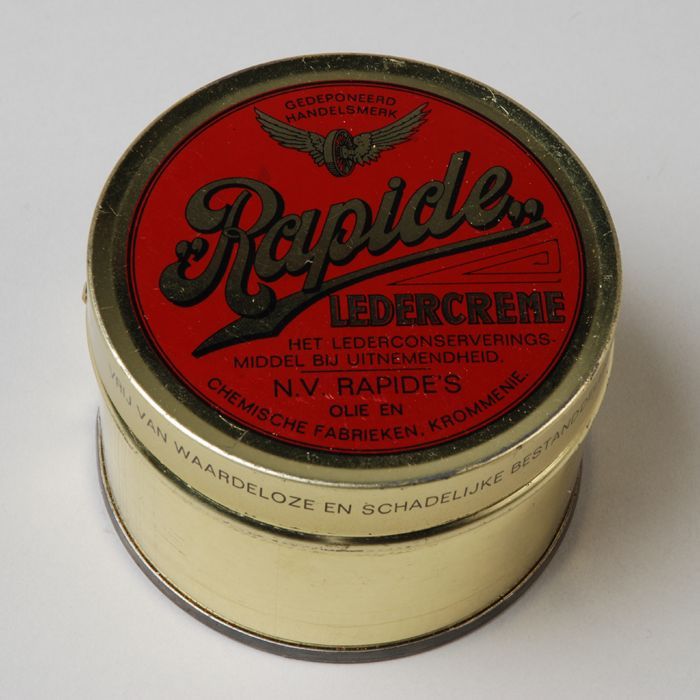 GEDEPONEERD
HANDELSMERK
„Rapide„
LEDERCREME
HET LEDERCONSERVERINGS-
MIDDEL BIJ UITNEMENDHEID.
N.V. RAPIDE'S
OLIE EN
CHEMISCHE FABRIEKEN, KROMMENIE.
VRIJ VAN WAARDELOZE EN SCHADELIJKE